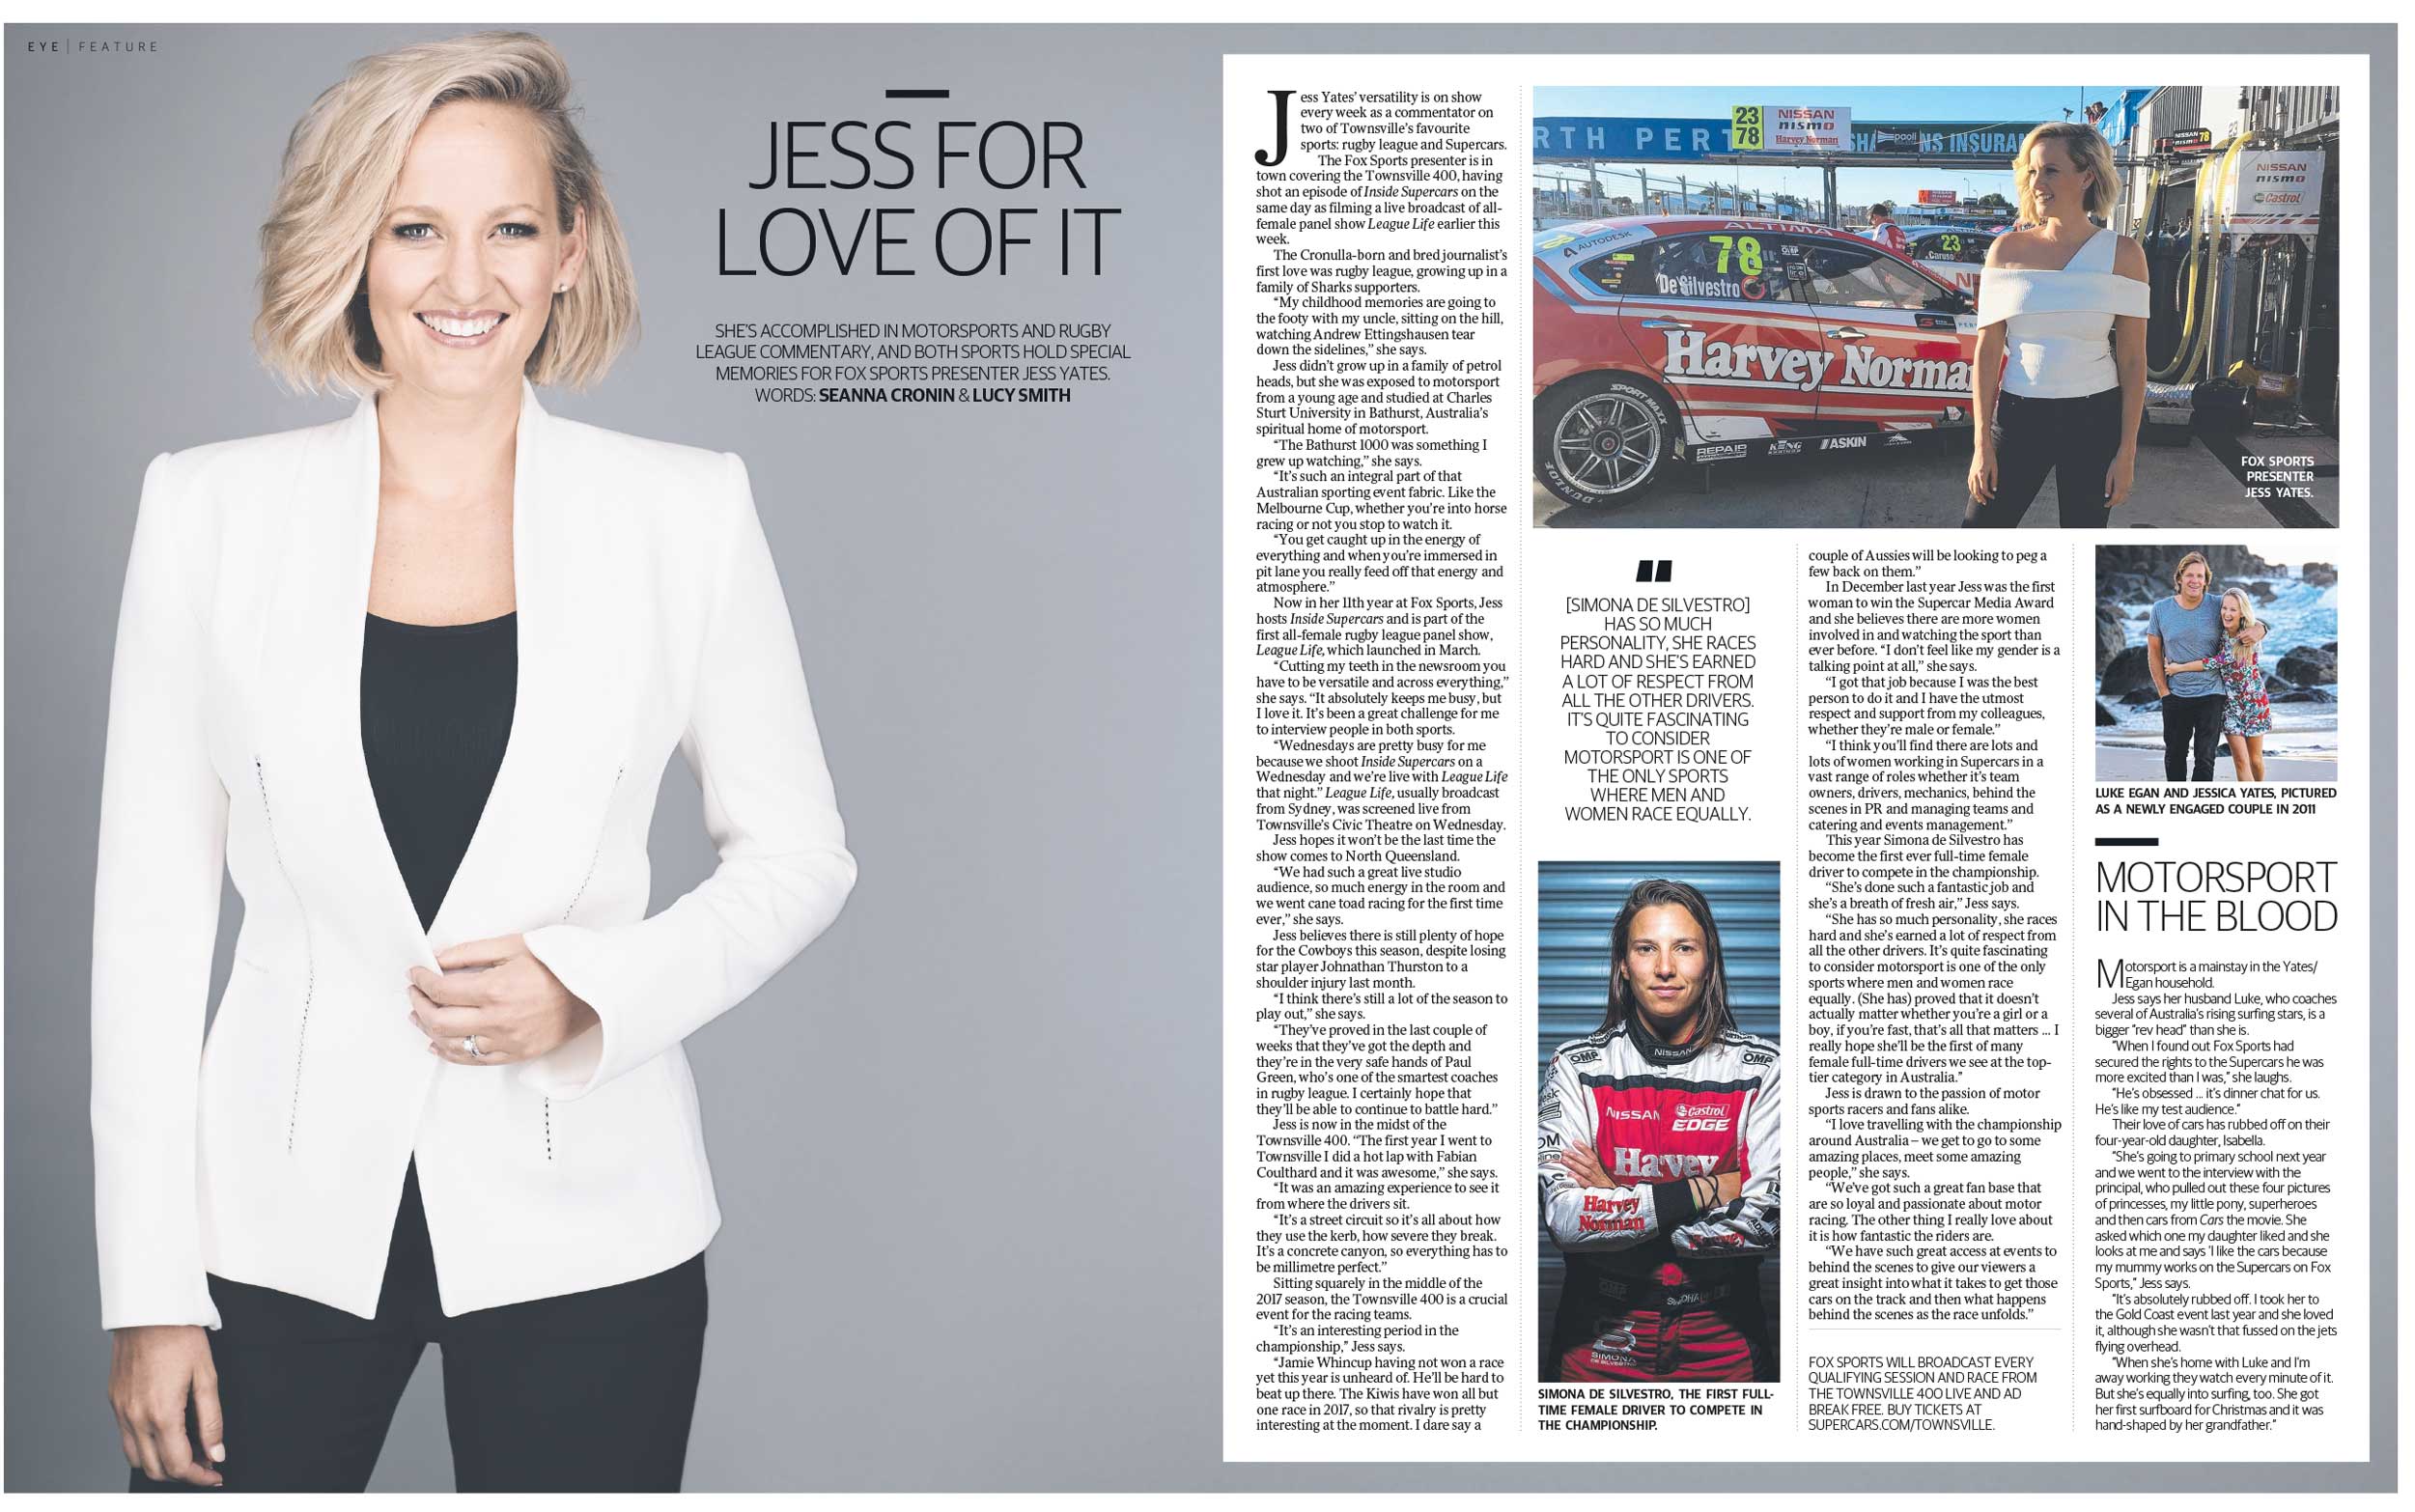 EYE | FEATURE
JESS FOR
LOVE OF IT
SHE'S ACCOMPLISHED IN MOTORSPORTS AND RUGBY
LEAGUE COMMENTARY, AND BOTH SPORTS HOLD SPECIAL
MEMORIES FOR FOX SPORTS PRESENTER JESS YATES.
WORDS: SEANNA CRONIN & LUCY SMITH
Jess Yates' versatility is on show
every week as a commentator on
two of Townsville's favourite
sports: rugby league and Supercars.
The Fox Sports presenter is in
town covering the Townsville 400, having
shot an episode of Inside Supercars on the
same day as filming a live broadcast of all-
female panel show League Life earlier this
week.
The Cronulla-born and bred journalist's
first love was rugby league, growing up in a
family of Sharks supporters.
"My childhood memories are going to
the footy with my uncle, sitting on the hill,
watching Andrew Ettingshausen tear
down the sidelines," she says.
Jess didn't grow up in a family of petrol
heads, but she was exposed to motorsport
from a young age and studied at Charles
Sturt University in Bathurst, Australia's
spiritual home of motorsport.
"The Bathurst 1000 was something I
grew up watching," she says.
"It's such an integral part of that
Australian sporting event fabric. Like the
Melbourne Cup, whether you're into horse
racing or not you stop to watch it.
"You get caught up in the energy of
everything and when you're immersed in
pit lane you really feed off that energy and
atmosphere."
Now in her 11th year at Fox Sports, Jess
hosts Inside Supercars and is part of the
first all-female rugby league panel show,
League Life, which launched in March.
"Cutting my teeth in the newsroom you
have to be versatile and across everything,"
she says. "It absolutely keeps me busy, but
I love it. It's been a great challenge for me
to interview people in both sports.
"Wednesdays are pretty busy for me
because we shoot Inside Supercars on a
Wednesday and we're live with League Life
that night." League Life, usually broadcast
from Sydney, was screened live from
Townsville's Civic Theatre on Wednesday.
Jess hopes it won't be the last time the
show comes to North Queensland.
"We had such a great live studio
audience, so much energy in the room and
we went cane toad racing for the first time
ever," she says.
Jess believes there is still plenty of hope
for the Cowboys this season, despite losing
star player Johnathan Thurston to a
shoulder injury last month.
"I think there's still a lot of the season to
play out," she says.
"They've proved in the last couple of
weeks that they've got the depth and
they're in the very safe hands of Paul
Green, who's one of the smartest coaches
in rugby league. I certainly hope that
they'll be able to continue to battle hard."
Jess is now in the midst of the
Townsville 400. "The first year I went to
Townsville I did a hot lap with Fabian
Coulthard and it was awesome," she says.
"It was an amazing experience to see it
from where the drivers sit.
"It's a street circuit so it's all about how
they use the kerb, how severe they break.
It's a concrete canyon, so everything has to
be millimetre perfect."
Sitting squarely in the middle of the
2017 season, the Townsville 400 is a crucial
event for the racing teams.
"It's an interesting period in the
championship," Jess says.
"Jamie Whincup having not won a race
yet this year is unheard of. He'll be hard to
beat up there. The Kiwis have won all but
one race in 2017, so that rivalry is pretty
interesting at the moment. I dare say a
RTH PERT
23
78
NISSAN
nismo
Harvey Norman
paoli
NS INSURA
NISSAN 78
NISSAN
nismo
Castrol
AUTODESK
ALTIMA
78
De Silvestro
23
Caruso
Harvey Norma
SPORT MAXX
DUNLOP
REPAIR
KING
ASKIN
FOX SPORTS
PRESENTER
JESS YATES.
"
[SIMONA DE SILVESTRO]
HAS SO MUCH
PERSONALITY, SHE RACES
HARD AND SHE'S EARNED
A LOT OF RESPECT FROM
ALL THE OTHER DRIVERS.
IT'S QUITE FASCINATING
TO CONSIDER
MOTORSPORT IS ONE OF
THE ONLY SPORTS
WHERE MEN AND
WOMEN RACE EQUALLY.
OMP
NISSAN
OMP
NISSAN
Castrol
EDGE
Harvey
Harvey
Norman
SIMONA
SIMONA DE SILVESTRO, THE FIRST FULL-
TIME FEMALE DRIVER TO COMPETE IN
THE CHAMPIONSHIP.
couple of Aussies will be looking to peg a
few back on them."
In December last year Jess was the first
woman to win the Supercar Media Award
and she believes there are more women
involved in and watching the sport than
ever before. "I don't feel like my gender is a
talking point at all," she says.
"I got that job because I was the best
person to do it and I have the utmost
respect and support from my colleagues,
whether they're male or female."
"I think you'll find there are lots and
lots of women working in Supercars in a
vast range of roles whether it's team
owners, drivers, mechanics, behind the
scenes in PR and managing teams and
catering and events management."
This year Simona de Silvestro has
become the first ever full-time female
driver to compete in the championship.
"She's done such a fantastic job and
she's a breath of fresh air," Jess says.
"She has so much personality, she races
hard and she's earned a lot of respect from
all the other drivers. It's quite fascinating
to consider motorsport is one of the only
sports where men and women race
equally. (She has) proved that it doesn't
actually matter whether you're a girl or a
boy, if you're fast, that's all that matters ... I
really hope she'll be the first of many
female full-time drivers we see at the top-
tier category in Australia."
Jess is drawn to the passion of motor
sports racers and fans alike.
"I love travelling with the championship
around Australia – we get to go to some
amazing places, meet some amazing
people," she says.
"We've got such a great fan base that
are so loyal and passionate about motor
racing. The other thing I really love about
it is how fantastic the riders are.
"We have such great access at events to
behind the scenes to give our viewers a
great insight into what it takes to get those
cars on the track and then what happens
behind the scenes as the race unfolds."
FOX SPORTS WILL BROADCAST EVERY
QUALIFYING SESSION AND RACE FROM
THE TOWNSVILLE 400 LIVE AND AD
BREAK FREE. BUY TICKETS AT
SUPERCARS.COM/TOWNSVILLE.
LUKE EGAN AND JESSICA YATES, PICTURED
AS A NEWLY ENGAGED COUPLE IN 2011
MOTORSPORT
IN THE BLOOD
Motorsport is a mainstay in the Yates/
Egan household.
Jess says her husband Luke, who coaches
several of Australia's rising surfing stars, is a
bigger "rev head" than she is.
"When I found out Fox Sports had
secured the rights to the Supercars he was
more excited than I was," she laughs.
"He's obsessed ... it's dinner chat for us.
He's like my test audience."
Their love of cars has rubbed off on their
four-year-old daughter, Isabella.
"She's going to primary school next year
and we went to the interview with the
principal, who pulled out these four pictures
of princesses, my little pony, superheroes
and then cars from Cars the movie. She
asked which one my daughter liked and she
looks at me and says 'I like the cars because
my mummy works on the Supercars on Fox
Sports," Jess says.
"It's absolutely rubbed off. I took her to
the Gold Coast event last year and she loved
it, although she wasn't that fussed on the jets
flying overhead.
"When she's home with Luke and I'm
away working they watch every minute of it.
But she's equally into surfing, too. She got
her first surfboard for Christmas and it was
hand-shaped by her grandfather."